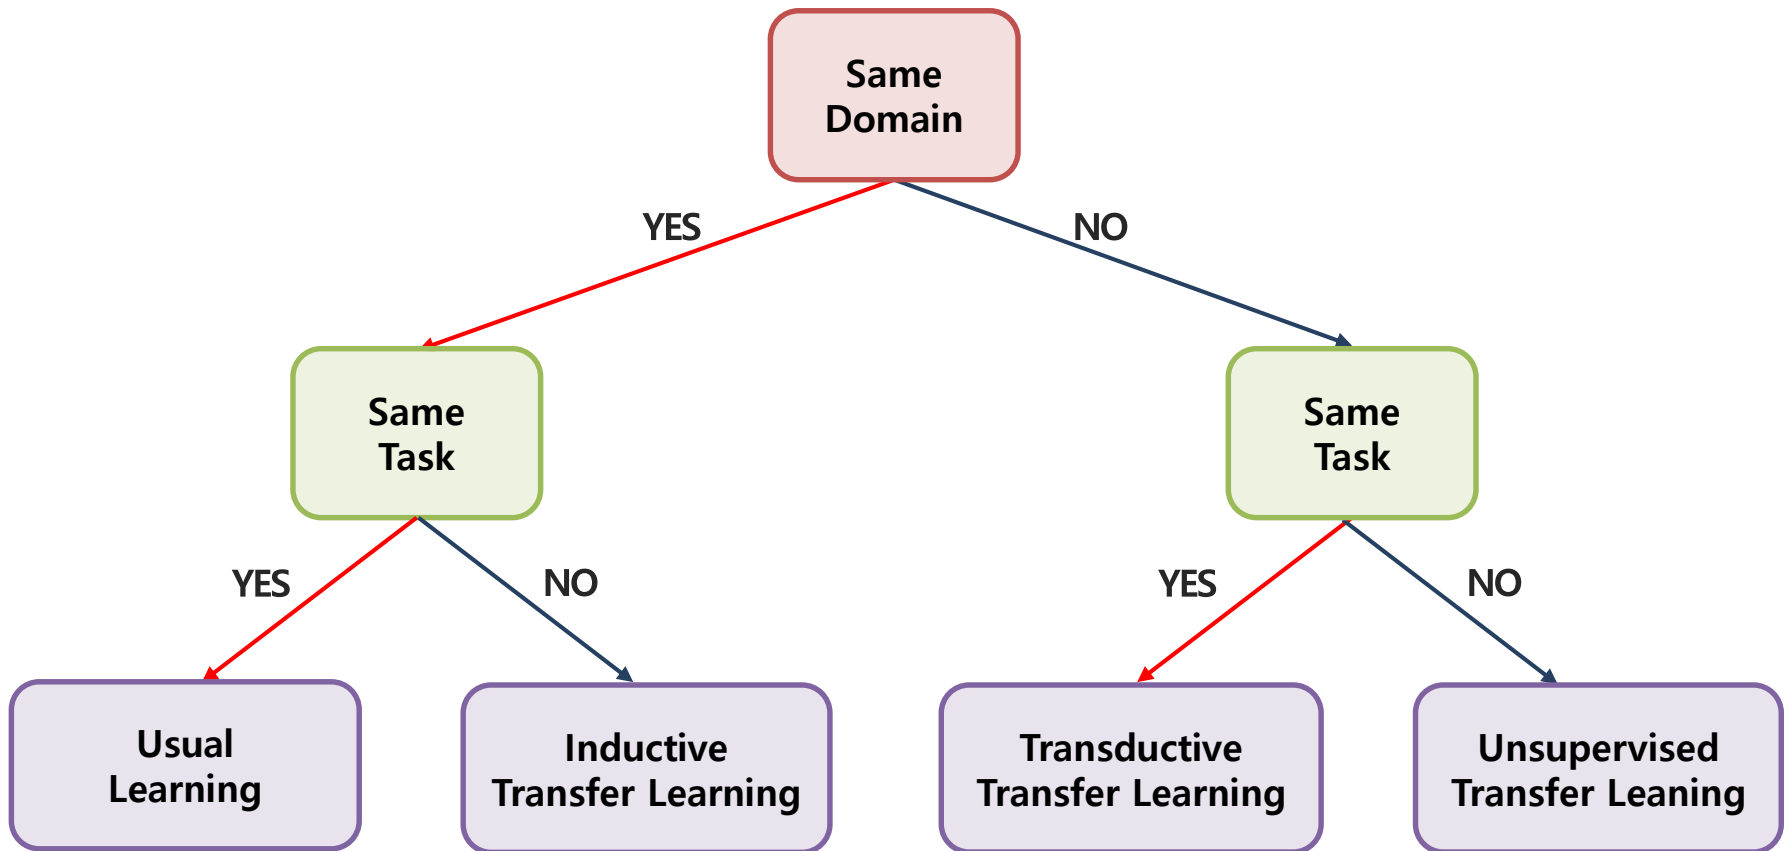 Same
Domain
YES
NO
Same
Task
Same
Task
YES
NO
YES
NO
Usual
Learning
Inductive
Transfer Learning
Transductive
Transfer Learning
Unsupervised
Transfer Leaning